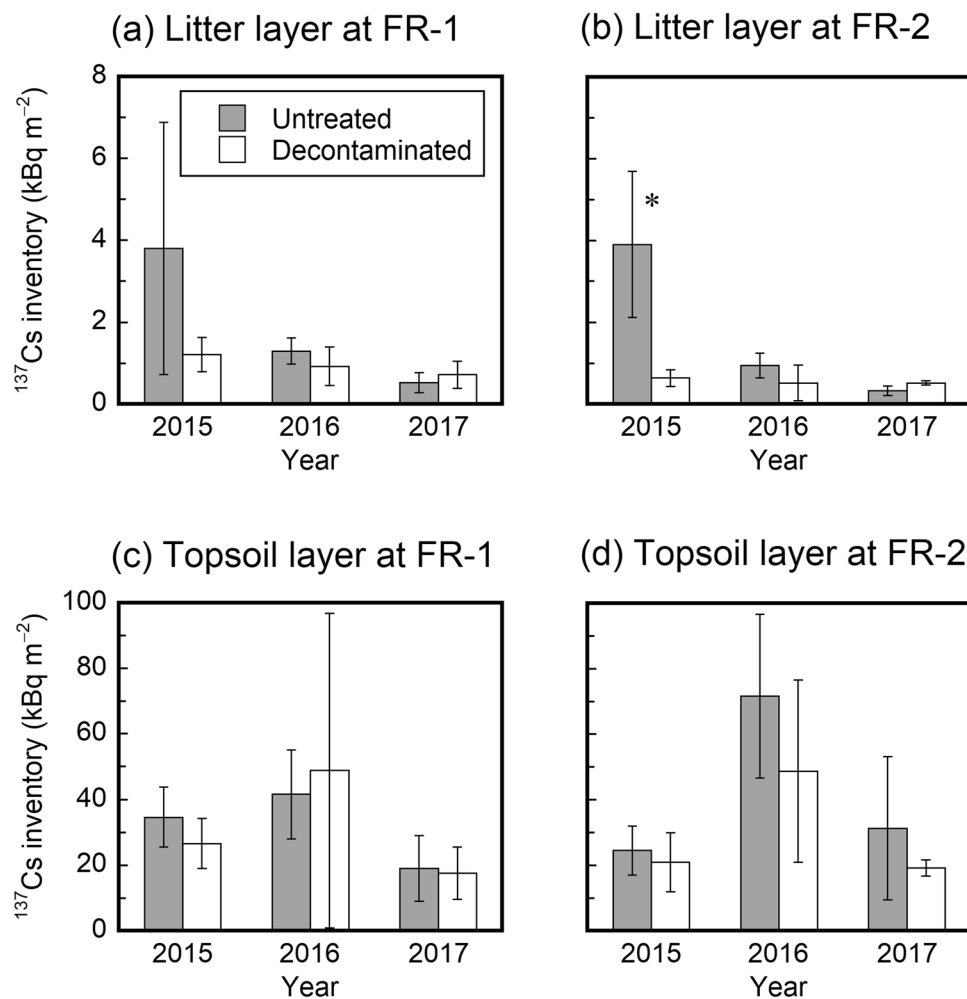 (a) Litter layer at FR-1
(b) Litter layer at FR-2
¹³⁷Cs inventory (kBq m⁻²)
8
6
4
2
0
Untreated
Decontaminated
*
2015 2016 2017
Year
2015 2016 2017
Year
(c) Topsoil layer at FR-1
(d) Topsoil layer at FR-2
¹³⁷Cs inventory (kBq m⁻²)
100
80
60
40
20
0
2015 2016 2017
Year
2015 2016 2017
Year